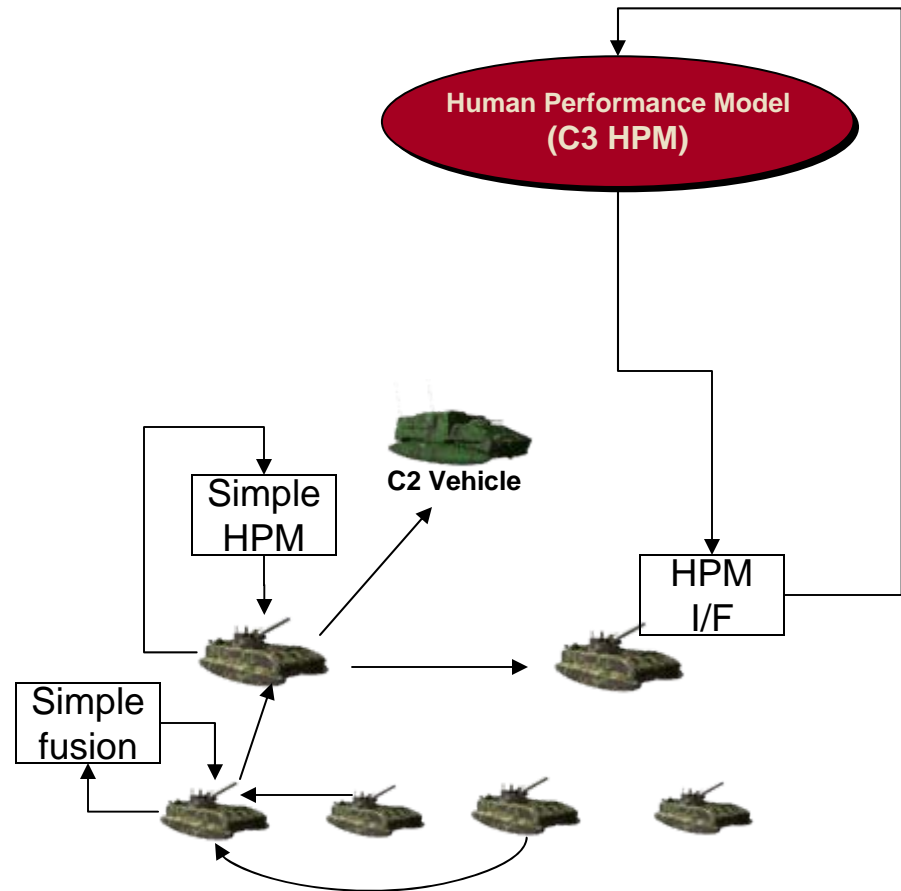 Human Performance Model
(C3 HPM)
C2 Vehicle
Simple
HPM
HPM
I/F
Simple
fusion